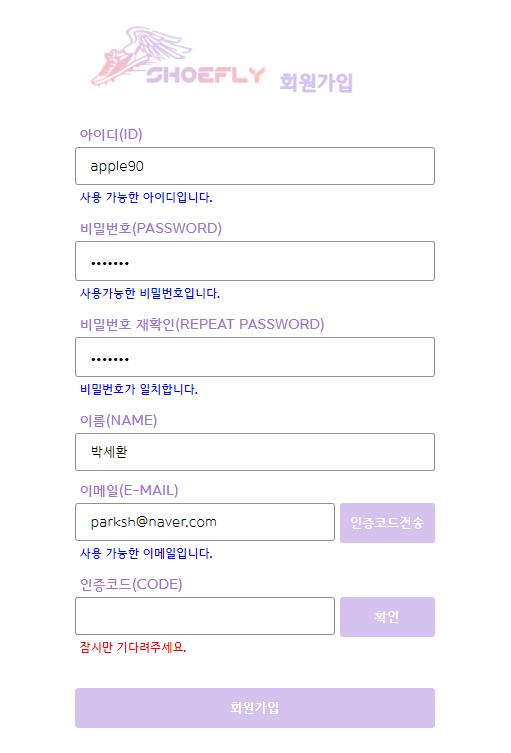 SHOEFLY 회원가입
아이디(ID)
apple90
사용 가능한 아이디입니다.
비밀번호(PASSWORD)
•••••••
사용가능한 비밀번호입니다.
비밀번호 재확인(REPEAT PASSWORD)
•••••••
비밀번호가 일치합니다.
이름(NAME)
박세환
이메일(E-MAIL)
parksh@naver.com 인증코드전송
사용 가능한 이메일입니다.
인증코드(CODE)
확인
잠시만 기다려주세요.
회원가입